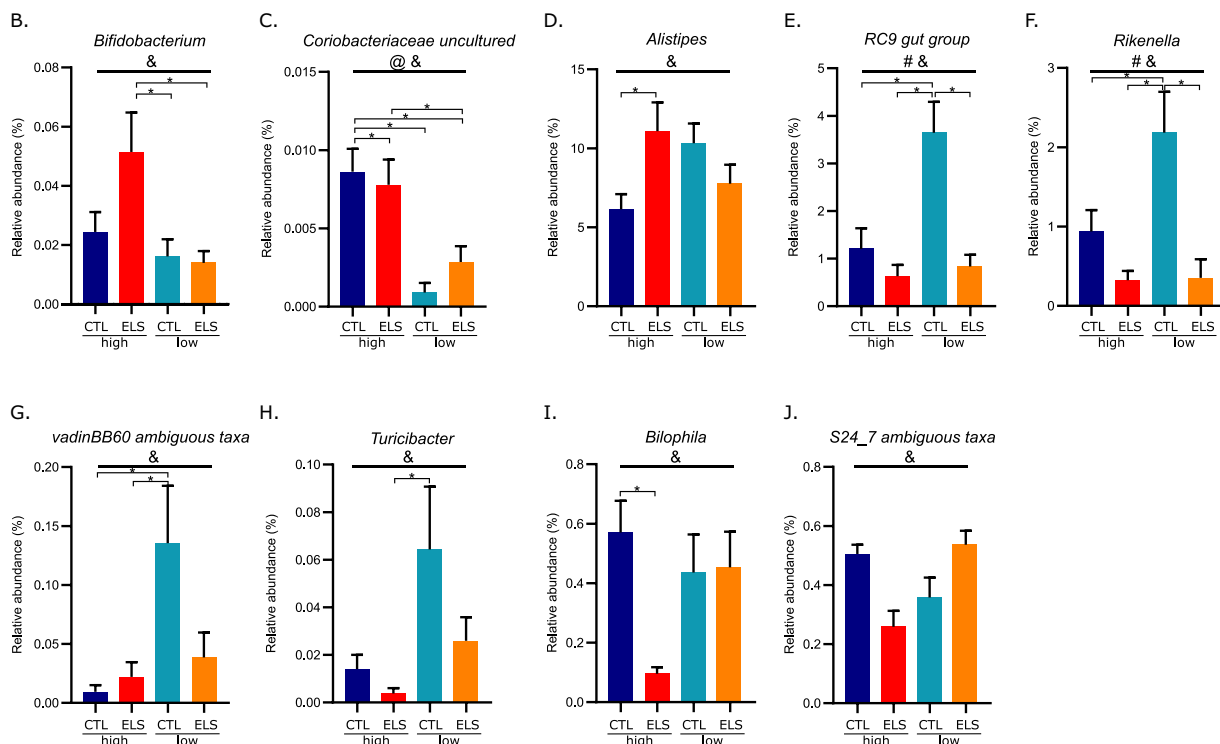 B.
Bifidobacterium
&
*
*
Relative abundance (%)
0.08
0.06
0.04
0.02
0.00
CTL ELS CTL ELS
high low
C.
Coriobacteriaceae uncultured
@ &
*
*
*
*
Relative abundance (%)
0.015
0.010
0.005
0.000
CTL ELS CTL ELS
high low
D.
Alistipes
&
*
Relative abundance (%)
15
10
5
0
CTL ELS CTL ELS
high low
E.
RC9 gut group
# &
*
* *
Relative abundance (%)
5
4
3
2
1
0
CTL ELS CTL ELS
high low
F.
Rikenella
# &
*
* *
Relative abundance (%)
3
2
1
0
CTL ELS CTL ELS
high low
G.
vadinBB60 ambiguous taxa
&
*
*
Relative abundance (%)
0.20
0.15
0.10
0.05
0.00
CTL ELS CTL ELS
high low
H.
Turicibacter
&
*
Relative abundance (%)
0.10
0.08
0.06
0.04
0.02
0.00
CTL ELS CTL ELS
high low
I.
Bilophila
&
*
Relative abundance (%)
0.8
0.6
0.4
0.2
0.0
CTL ELS CTL ELS
high low
J.
S24_7 ambiguous taxa
&
Relative abundance (%)
0.8
0.6
0.4
0.2
0.0
CTL ELS CTL ELS
high low